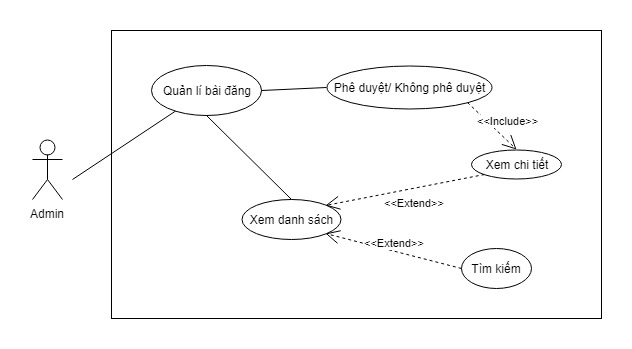 Quản lí bài đăng
Phê duyệt/ Không phê duyệt
<<Include>>
Xem chi tiết
<<Extend>>
Admin
Xem danh sách
<<Extend>>
Tìm kiếm